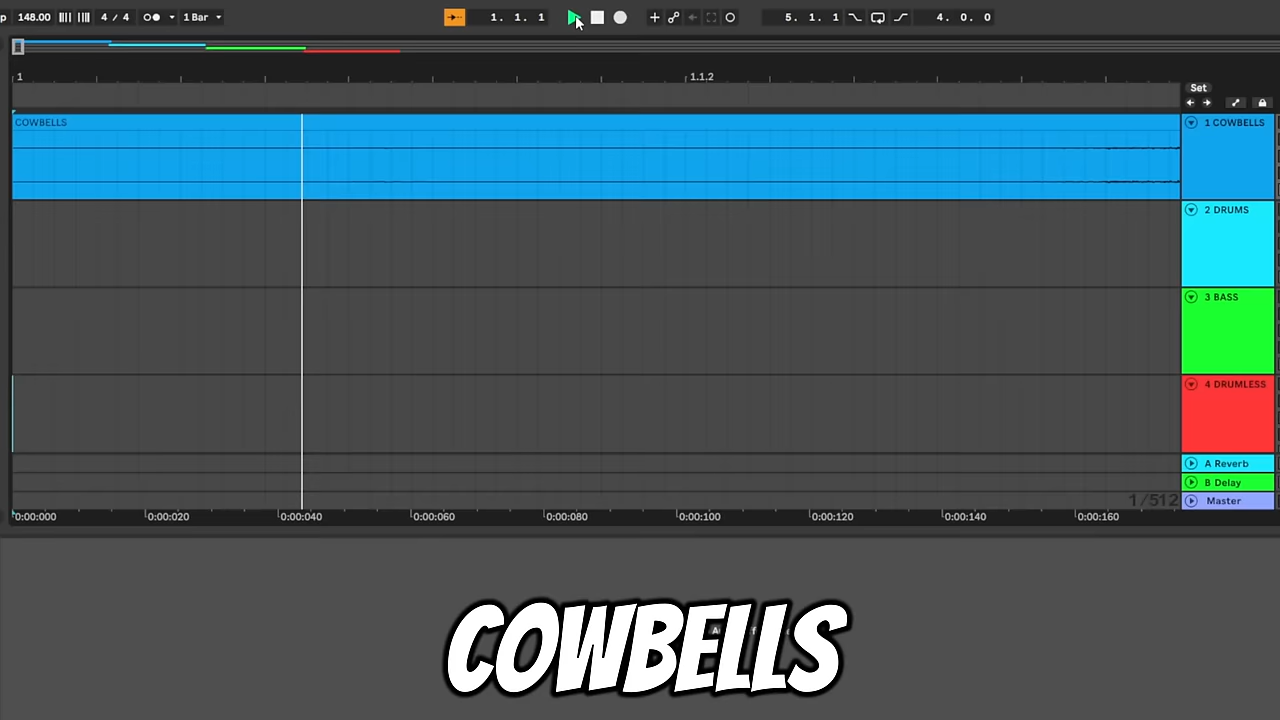 p 148.00 4 / 4 1 Bar 1. 1. 1 5. 1. 1 4. 0. 0
1 1.1.2
Set
COWBELLS 1 COWBELLS
2 DRUMS
3 BASS
4 DRUMLESS
A Reverb
B Delay
1/512 Master
0:00:000 0:00:020 0:00:040 0:00:060 0:00:080 0:00:100 0:00:120 0:00:140 0:00:160
COWBELLS